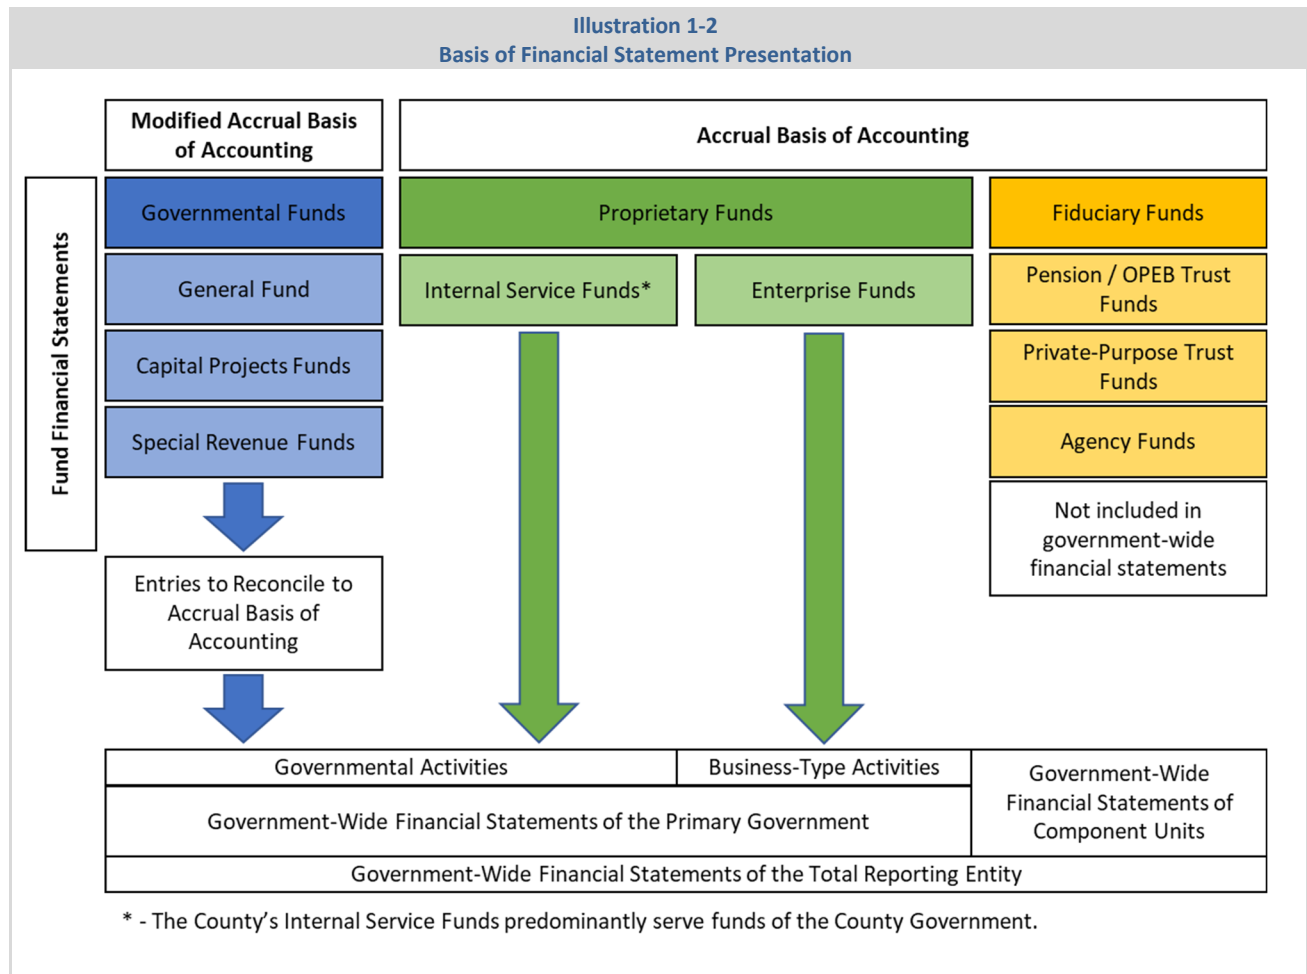 Illustration 1-2
Basis of Financial Statement Presentation
Modified Accrual Basis
of Accounting
Accrual Basis of Accounting
Fund Financial Statements
Governmental Funds
Proprietary Funds
Fiduciary Funds
General Fund
Internal Service Funds*
Enterprise Funds
Pension / OPEB Trust
Funds
Capital Projects Funds
Private-Purpose Trust
Funds
Special Revenue Funds
Agency Funds
Not included in
government-wide
financial statements
Entries to Reconcile to
Accrual Basis of
Accounting
Governmental Activities
Business-Type Activities
Government-Wide
Financial Statements of
Component Units
Government-Wide Financial Statements of the Primary Government
Government-Wide Financial Statements of the Total Reporting Entity
* - The County’s Internal Service Funds predominantly serve funds of the County Government.